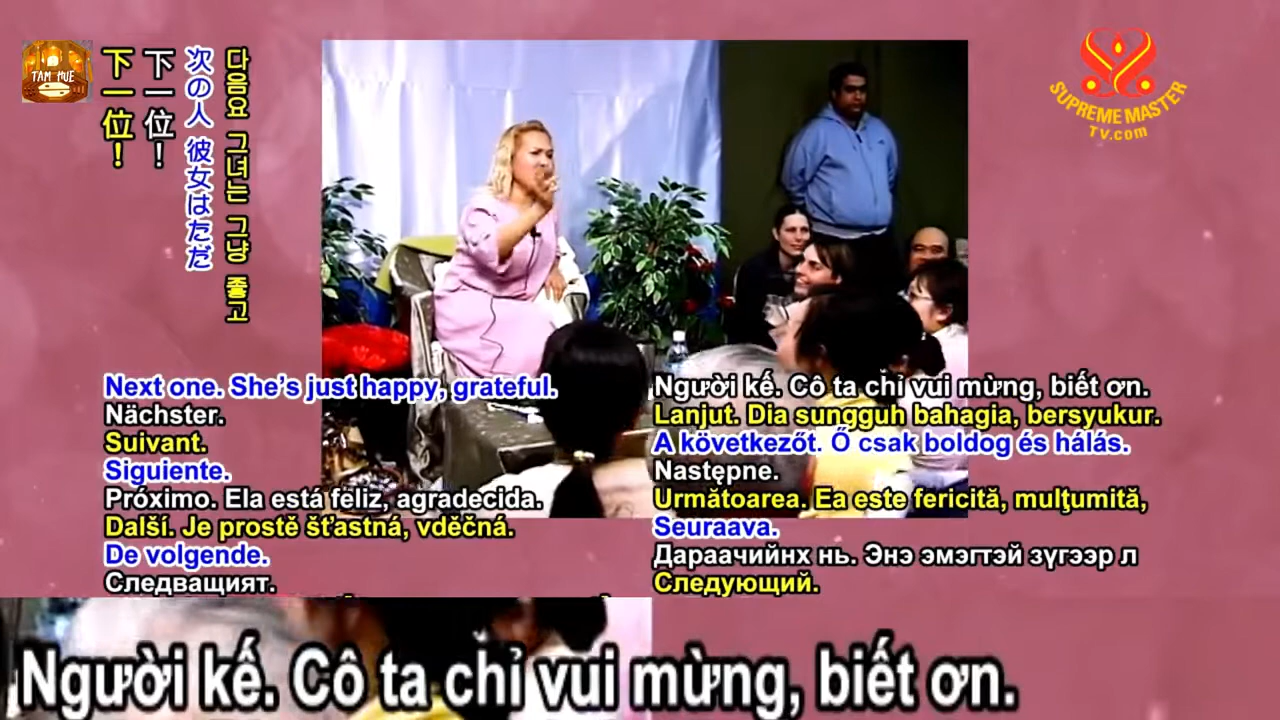 TAM HUE
下一位！
下一位！
次の人 彼女はただ
다음요 그녀는 그냥 좋고
SUPREME MASTER
TV.com
Next one. She's just happy, grateful.
Nächster.
Suivant.
Siguiente.
Próximo. Ela está feliz, agradecida.
Další. Je prostě šťastná, vděčná.
De volgende.
Следващият.
Người kế. Cô ta chỉ vui mừng, biết ơn.
Lanjut. Dia sungguh bahagia, bersyukur.
A következőt. Ő csak boldog és hálás.
Następne.
Următoarea. Ea este fericită, mulţumită,
Seuraava.
Дараачийнх нь. Энэ эмэгтэй зүгээр л
Следующий.
Người kế. Cô ta chỉ vui mừng, biết ơn.